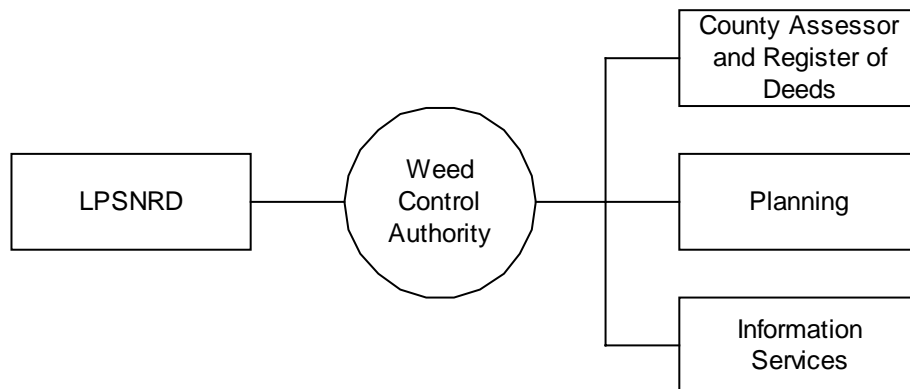 LPSNRD
Weed
Control
Authority
County Assessor
and Register of
Deeds
Planning
Information
Services